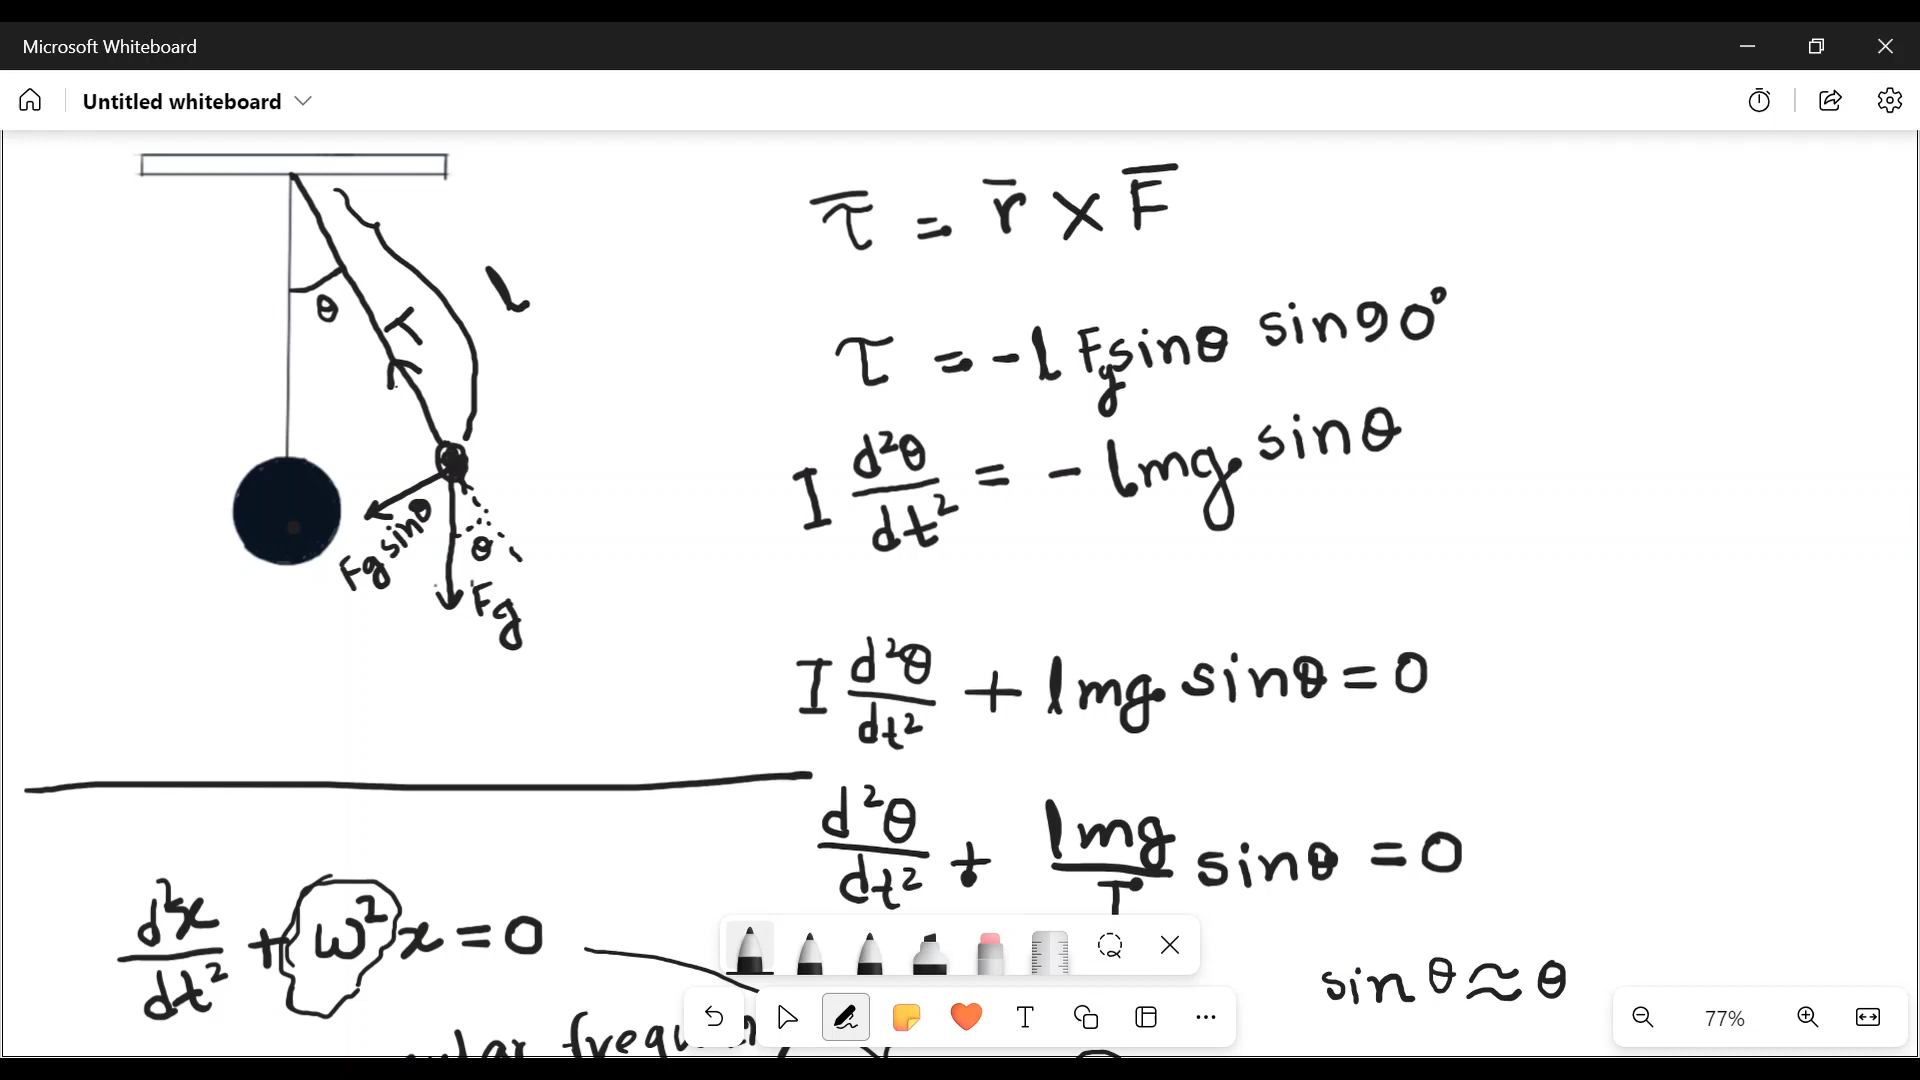 Microsoft Whiteboard
Untitled whiteboard
θ
T
l
Fg sinθ
θ
Fg
τ̅ = r̅ × F̅
τ = -l Fg sinθ sin90°
I d²θ/dt² = - lmg sinθ
I d²θ/dt² + lmg sinθ = 0
d²θ/dt² + lmg/I sinθ = 0
d²x/dt² + ω²x = 0
sin θ ≈ θ
77%